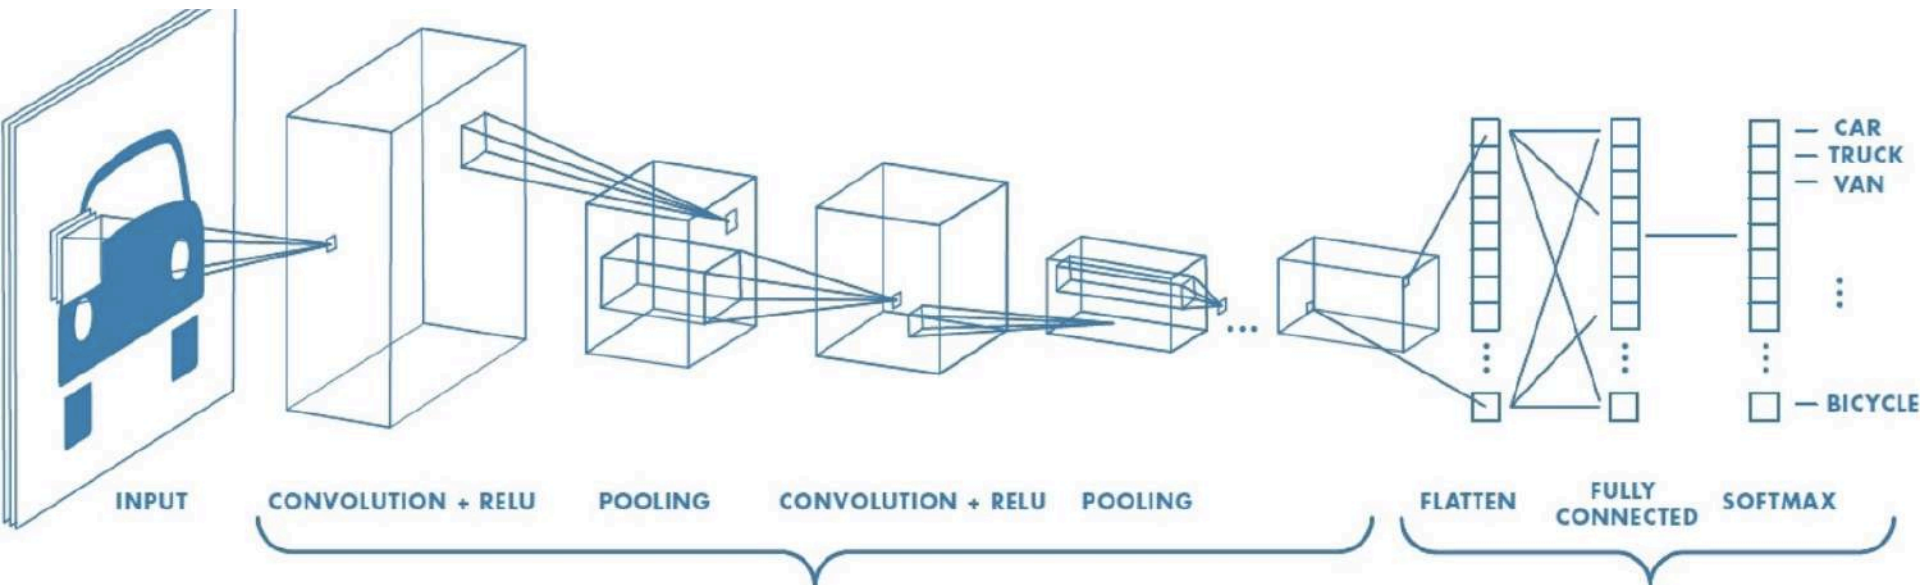 CAR
TRUCK
VAN
BICYCLE
INPUT
CONVOLUTION + RELU
POOLING
CONVOLUTION + RELU
POOLING
FLATTEN
FULLY
CONNECTED
SOFTMAX